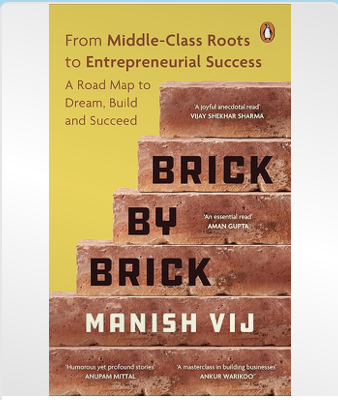 From Middle-Class Roots
to Entrepreneurial Success
A Road Map to
Dream, Build
and Succeed
'A joyful anecdotal read'
VIJAY SHEKHAR SHARMA
BRICK
BY
'An essential read'
AMAN GUPTA
BRICK
MANISH VIJ
'Humorous yet profound stories'
ANUPAM MITTAL
'A masterclass in building businesses'
ANKUR WARIKOO